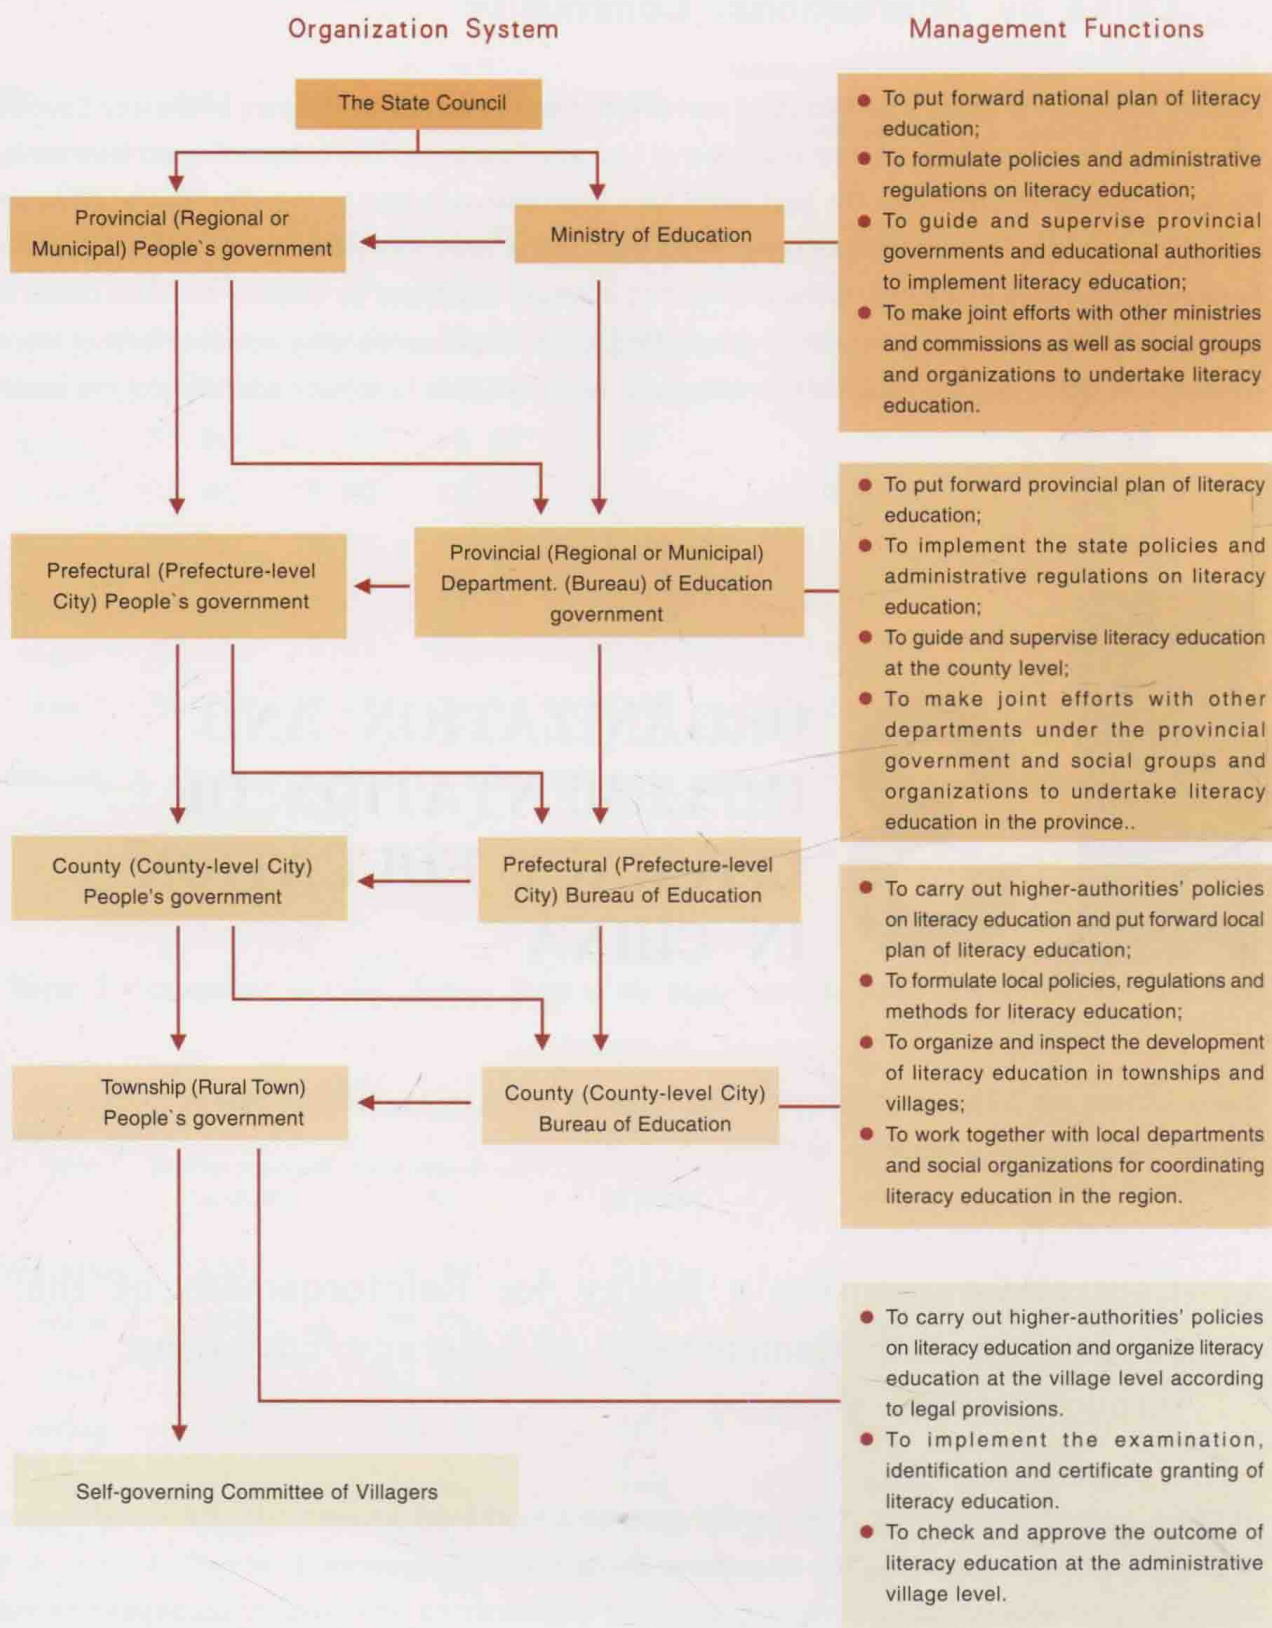 Organization System
Management Functions
The State Council
Provincial (Regional or
Municipal) People`s government
Ministry of Education
● To put forward national plan of literacy
education;
● To formulate policies and administrative
regulations on literacy education;
● To guide and supervise provincial
governments and educational authorities
to implement literacy education;
● To make joint efforts with other ministries
and commissions as well as social groups
and organizations to undertake literacy
education.
Prefectural (Prefecture-level
City) People`s government
Provincial (Regional or Municipal)
Department. (Bureau) of Education
government
● To put forward provincial plan of literacy
education;
● To implement the state policies and
administrative regulations on literacy
education;
● To guide and supervise literacy education
at the county level;
● To make joint efforts with other
departments under the provincial
government and social groups and
organizations to undertake literacy
education in the province..
County (County-level City)
People's government
Prefectural (Prefecture-level
City) Bureau of Education
● To carry out higher-authorities' policies
on literacy education and put forward local
plan of literacy education;
● To formulate local policies, regulations and
methods for literacy education;
● To organize and inspect the development
of literacy education in townships and
villages;
● To work together with local departments
and social organizations for coordinating
literacy education in the region.
Township (Rural Town)
People`s government
County (County-level City)
Bureau of Education
● To carry out higher-authorities' policies
on literacy education and organize literacy
education at the village level according
to legal provisions.
● To implement the examination,
identification and certificate granting of
literacy education.
● To check and approve the outcome of
literacy education at the administrative
village level.
Self-governing Committee of Villagers